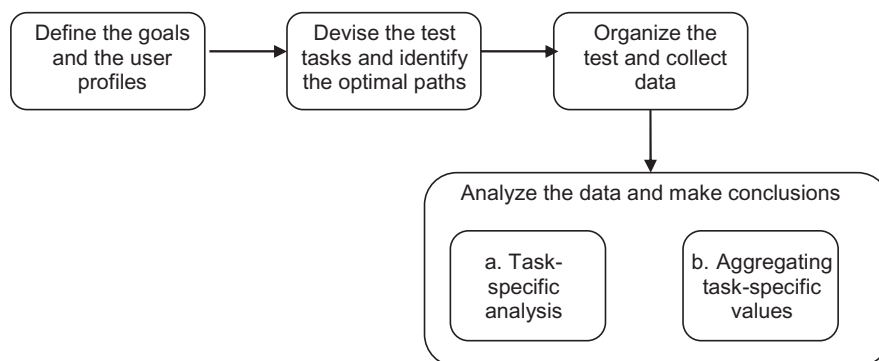 Define the goals
and the user
profiles
Devise the test
tasks and identify
the optimal paths
Organize the
test and collect
data
Analyze the data and make conclusions
a. Task-
specific
analysis
b. Aggregating
task-specific
values